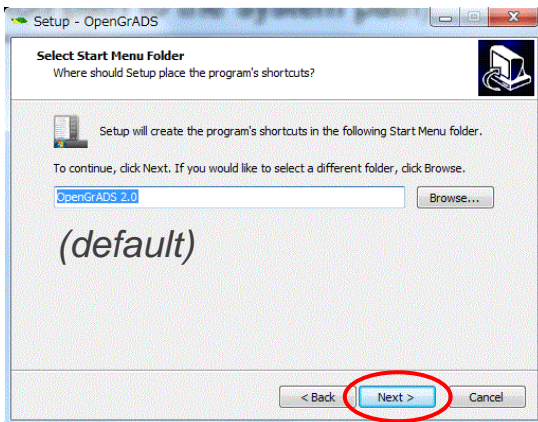 Setup - OpenGrADS
Select Start Menu Folder
Where should Setup place the program's shortcuts?
Setup will create the program's shortcuts in the following Start Menu folder.
To continue, click Next. If you would like to select a different folder, click Browse.
OpenGrADS 2.0
Browse...
(default)
< Back
Next >
Cancel